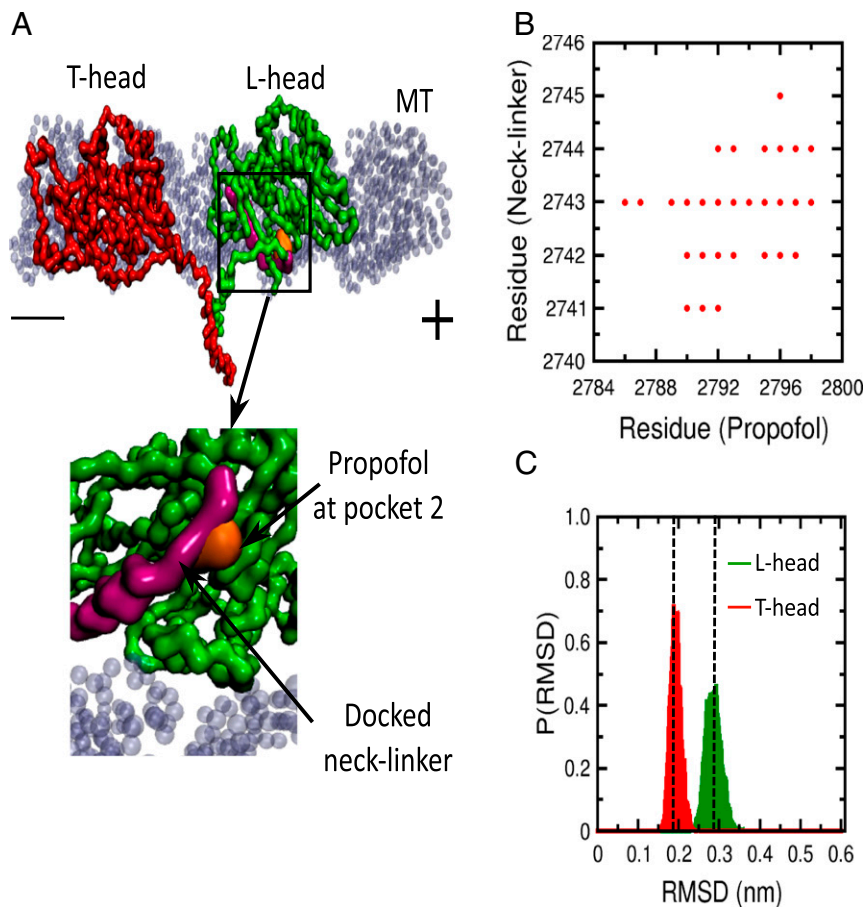 A
T-head
L-head
MT
+
Propofol
at pocket 2
Docked
neck-linker
B
2746
2745
2744
2743
2742
2741
2740
2784 2788 2792 2796 2800
Residue (Neck-linker)
Residue (Propofol)
C
1.0
0.8
0.6
0.4
0.2
0
0 0.1 0.2 0.3 0.4 0.5 0.6
P(RMSD)
RMSD (nm)
L-head
T-head